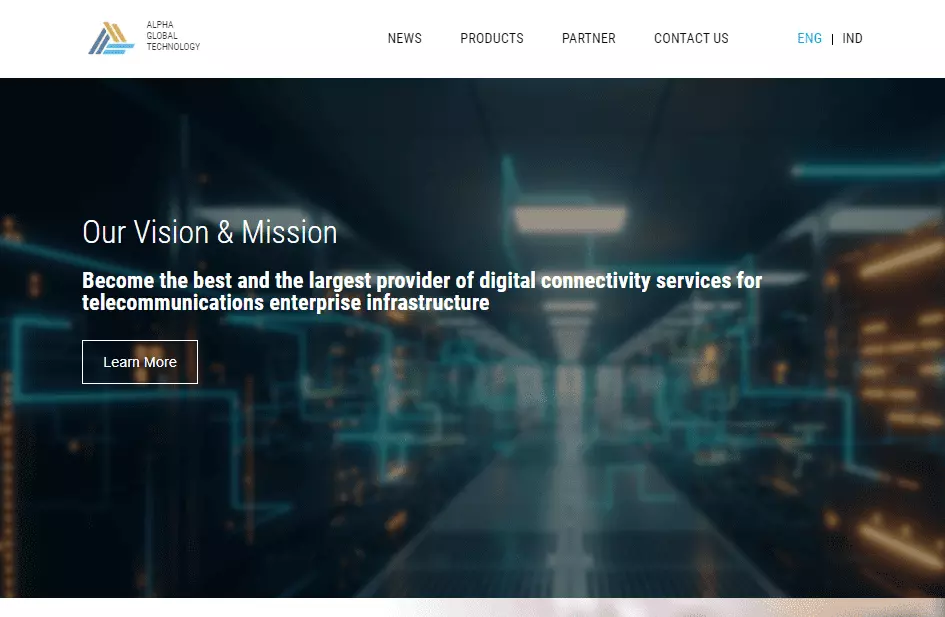 ALPHA
GLOBAL
TECHNOLOGY
NEWS PRODUCTS PARTNER CONTACT US ENG | IND
Our Vision & Mission
Become the best and the largest provider of digital connectivity services for
telecommunications enterprise infrastructure
Learn More